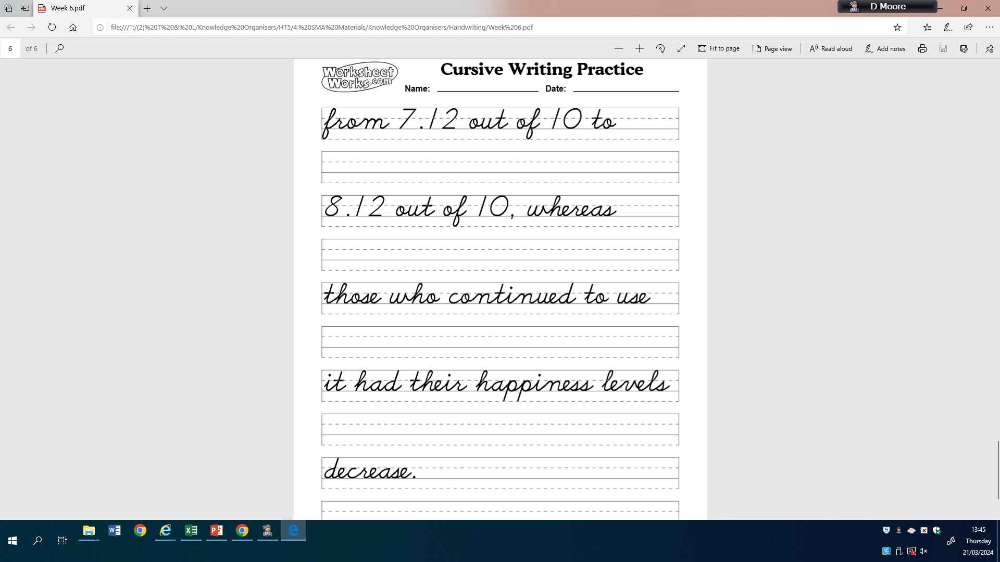 Week 6.pdf
D Moore
file:///T:/(2)%20T%20&%20L/Knowledge%20Organisers/HT5/4.%20SMA%20Materials/Knowledge%20Organisers/Handwriting/Week%206.pdf
6 of 6 Fit to page Page view Read aloud Add notes
Worksheet Works.com
Cursive Writing Practice
Name: Date:
from 7.12 out of 10 to
8.12 out of 10, whereas
those who continued to use
it had their happiness levels
decrease.
13:45
Thursday
21/03/2024